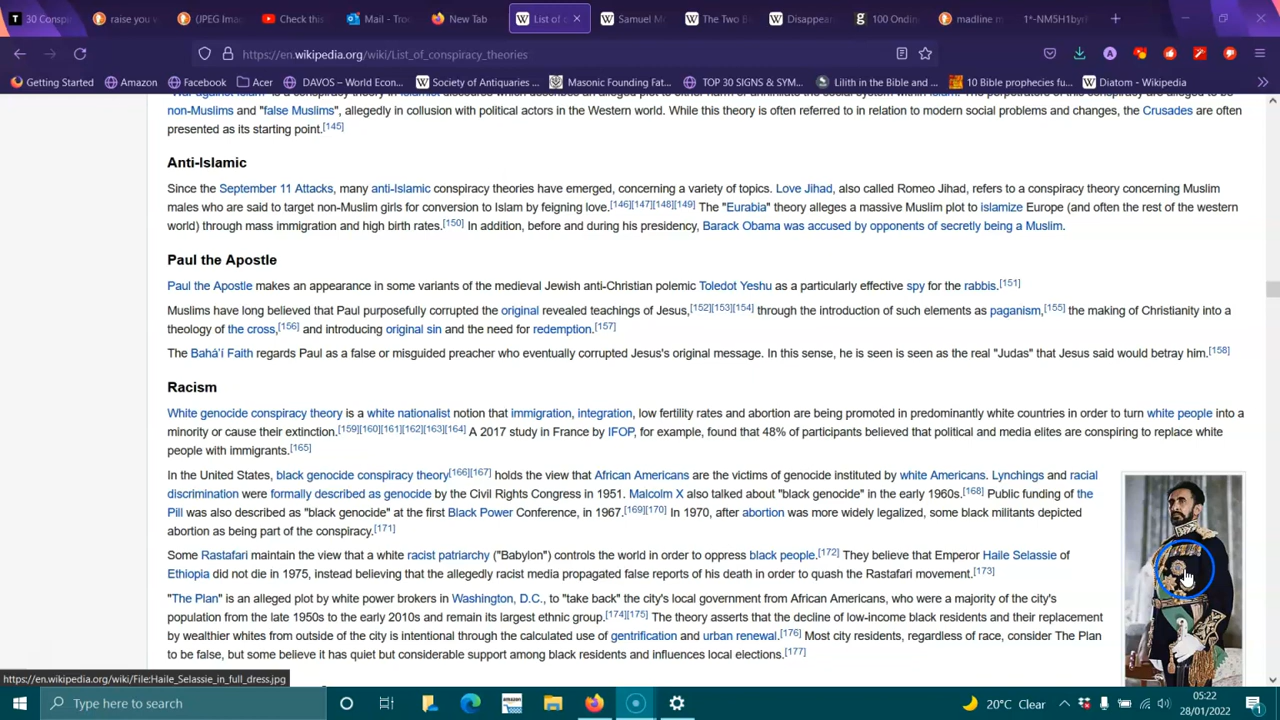 30 Conspi
raise you v
(JPEG Ima
Check this
Mail - Troo
New Tab
List of c
Samuel Mo
The Two B
Disappear
100 Ondin
madline m
1*-NM5H1byd
https://en.wikipedia.org/wiki/List_of_conspiracy_theories
Getting Started
Amazon
Facebook
Acer
DAVOS – World Econ...
Society of Antiquarie...
Masonic Founding Fat...
TOP 30 SIGNS & SYM...
Lilith in the Bible and ...
10 Bible prophecies fu...
Diatom - Wikipedia
non-Muslims and "false Muslims", allegedly in collusion with political actors in the Western world. While this theory is often referred to in relation to modern social problems and changes, the Crusades are often
presented as its starting point.[145]
Anti-Islamic
Since the September 11 Attacks, many anti-Islamic conspiracy theories have emerged, concerning a variety of topics. Love Jihad, also called Romeo Jihad, refers to a conspiracy theory concerning Muslim
males who are said to target non-Muslim girls for conversion to Islam by feigning love.[146][147][148][149] The "Eurabia" theory alleges a massive Muslim plot to islamize Europe (and often the rest of the western
world) through mass immigration and high birth rates.[150] In addition, before and during his presidency, Barack Obama was accused by opponents of secretly being a Muslim.
Paul the Apostle
Paul the Apostle makes an appearance in some variants of the medieval Jewish anti-Christian polemic Toledot Yeshu as a particularly effective spy for the rabbis.[151]
Muslims have long believed that Paul purposefully corrupted the original revealed teachings of Jesus,[152][153][154] through the introduction of such elements as paganism,[155] the making of Christianity into a
theology of the cross,[156] and introducing original sin and the need for redemption.[157]
The Bahá'í Faith regards Paul as a false or misguided preacher who eventually corrupted Jesus's original message. In this sense, he is seen is seen as the real "Judas" that Jesus said would betray him.[158]
Racism
White genocide conspiracy theory is a white nationalist notion that immigration, integration, low fertility rates and abortion are being promoted in predominantly white countries in order to turn white people into a
minority or cause their extinction.[159][160][161][162][163][164] A 2017 study in France by IFOP, for example, found that 48% of participants believed that political and media elites are conspiring to replace white
people with immigrants.[165]
In the United States, black genocide conspiracy theory[166][167] holds the view that African Americans are the victims of genocide instituted by white Americans. Lynchings and racial
discrimination were formally described as genocide by the Civil Rights Congress in 1951. Malcolm X also talked about "black genocide" in the early 1960s.[168] Public funding of the
Pill was also described as "black genocide" at the first Black Power Conference, in 1967.[169][170] In 1970, after abortion was more widely legalized, some black militants depicted
abortion as being part of the conspiracy.[171]
Some Rastafari maintain the view that a white racist patriarchy ("Babylon") controls the world in order to oppress black people.[172] They believe that Emperor Haile Selassie of
Ethiopia did not die in 1975, instead believing that the allegedly racist media propagated false reports of his death in order to quash the Rastafari movement.[173]
"The Plan" is an alleged plot by white power brokers in Washington, D.C., to "take back" the city's local government from African Americans, who were a majority of the city's
population from the late 1950s to the early 2010s and remain its largest ethnic group.[174][175] The theory asserts that the decline of low-income black residents and their replacement
by wealthier whites from outside of the city is intentional through the calculated use of gentrification and urban renewal.[176] Most city residents, regardless of race, consider The Plan
to be false, but some believe it has quiet but considerable support among black residents and influences local elections.[177]
https://en.wikipedia.org/wiki/File:Haile_Selassie_in_full_dress.jpg
Type here to search
20°C Clear
05:22
28/01/2022